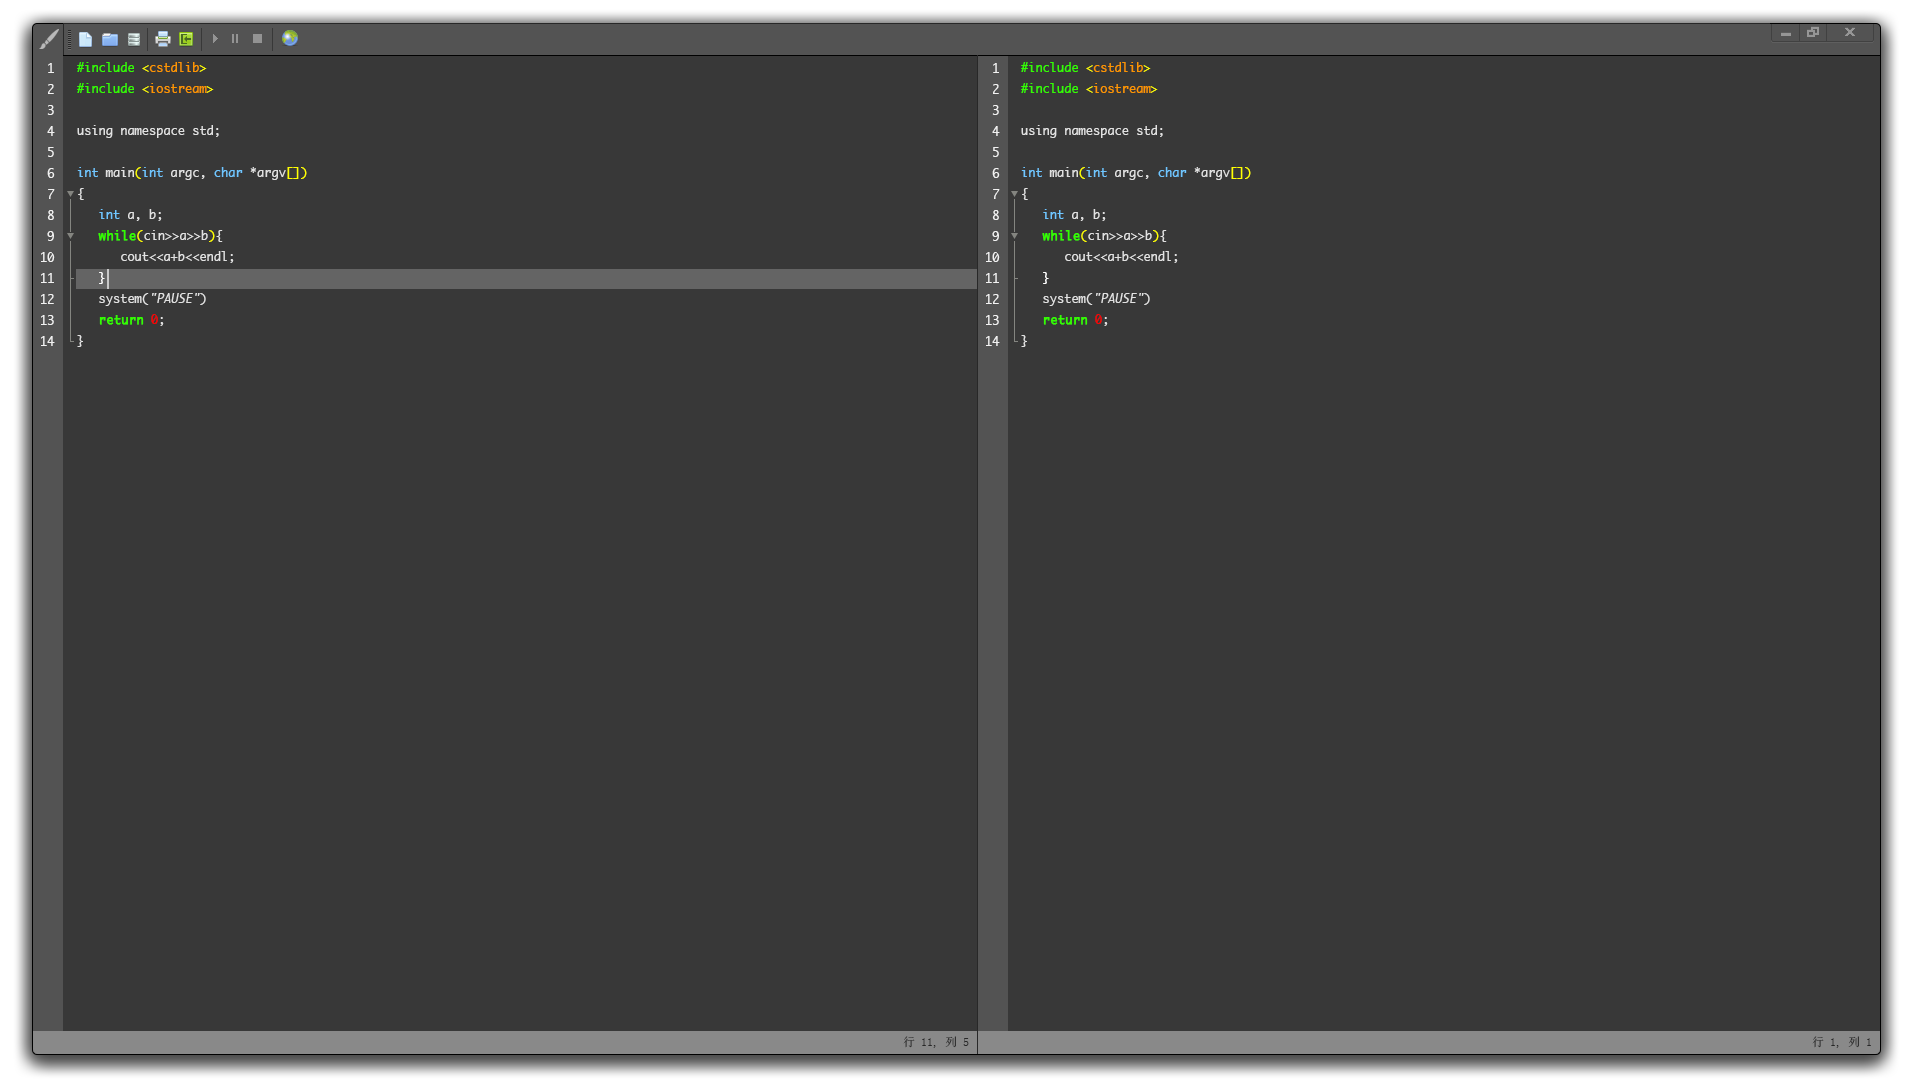 1 #include <cstdlib>
2 #include <iostream>
3
4 using namespace std;
5
6 int main(int argc, char *argv[])
7 {
8 int a, b;
9 while(cin>>a>>b){
10 cout<<a+b<<endl;
11 }
12 system("PAUSE")
13 return 0;
14 }
行 11, 列 5
1 #include <cstdlib>
2 #include <iostream>
3
4 using namespace std;
5
6 int main(int argc, char *argv[])
7 {
8 int a, b;
9 while(cin>>a>>b){
10 cout<<a+b<<endl;
11 }
12 system("PAUSE")
13 return 0;
14 }
行 1, 列 1